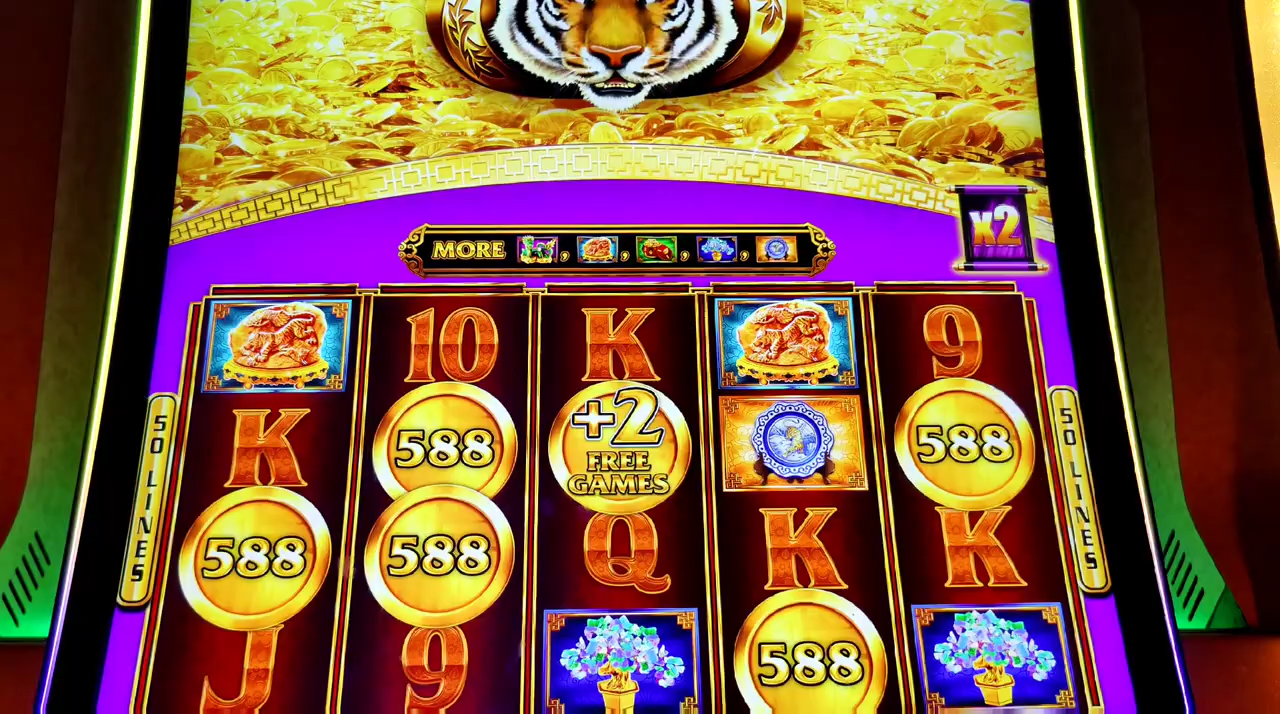 x2
MORE , , , ,
10 K 9
50 LINES
K 588 +2 588
FREE
GAMES
50 LINES
588 588 Q K K
J 9 588